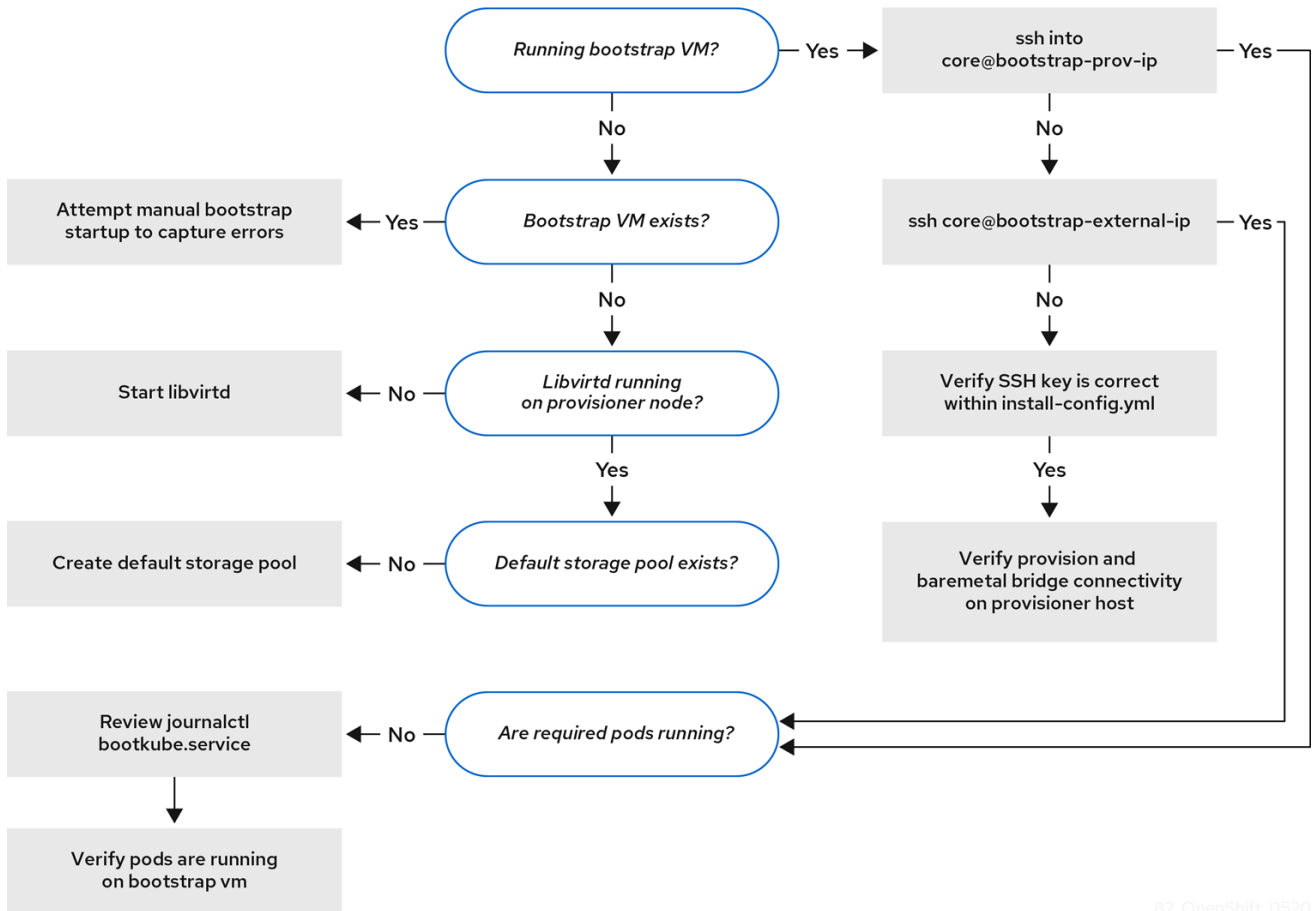 Running bootstrap VM?
Yes
ssh into
core@bootstrap-prov-ip
Yes
No
No
Attempt manual bootstrap
startup to capture errors
Yes
Bootstrap VM exists?
ssh core@bootstrap-external-ip
Yes
No
No
Start libvirtd
No
Libvirtd running
on provisioner node?
Verify SSH key is correct
within install-config.yml
Yes
Yes
Create default storage pool
No
Default storage pool exists?
Verify provision and
baremetal bridge connectivity
on provisioner host
Review journalctl
bootkube.service
No
Are required pods running?
Verify pods are running
on bootstrap vm
82_OpenShift_0520